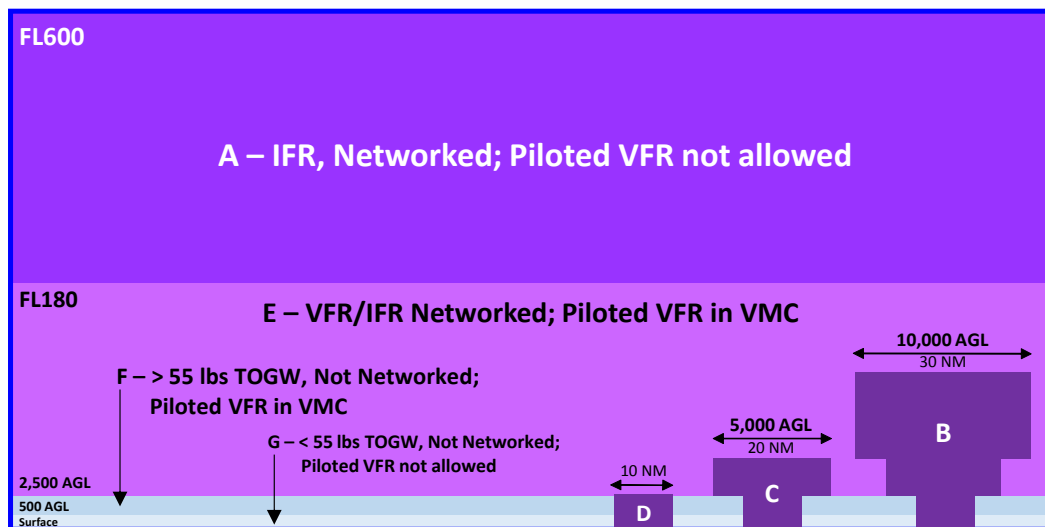 FL600
A – IFR, Networked; Piloted VFR not allowed
FL180
E – VFR/IFR Networked; Piloted VFR in VMC
10,000 AGL
30 NM
F – > 55 lbs TOGW, Not Networked;
Piloted VFR in VMC
B
5,000 AGL
20 NM
G – < 55 lbs TOGW, Not Networked;
Piloted VFR not allowed
10 NM
C
2,500 AGL
500 AGL
D
Surface